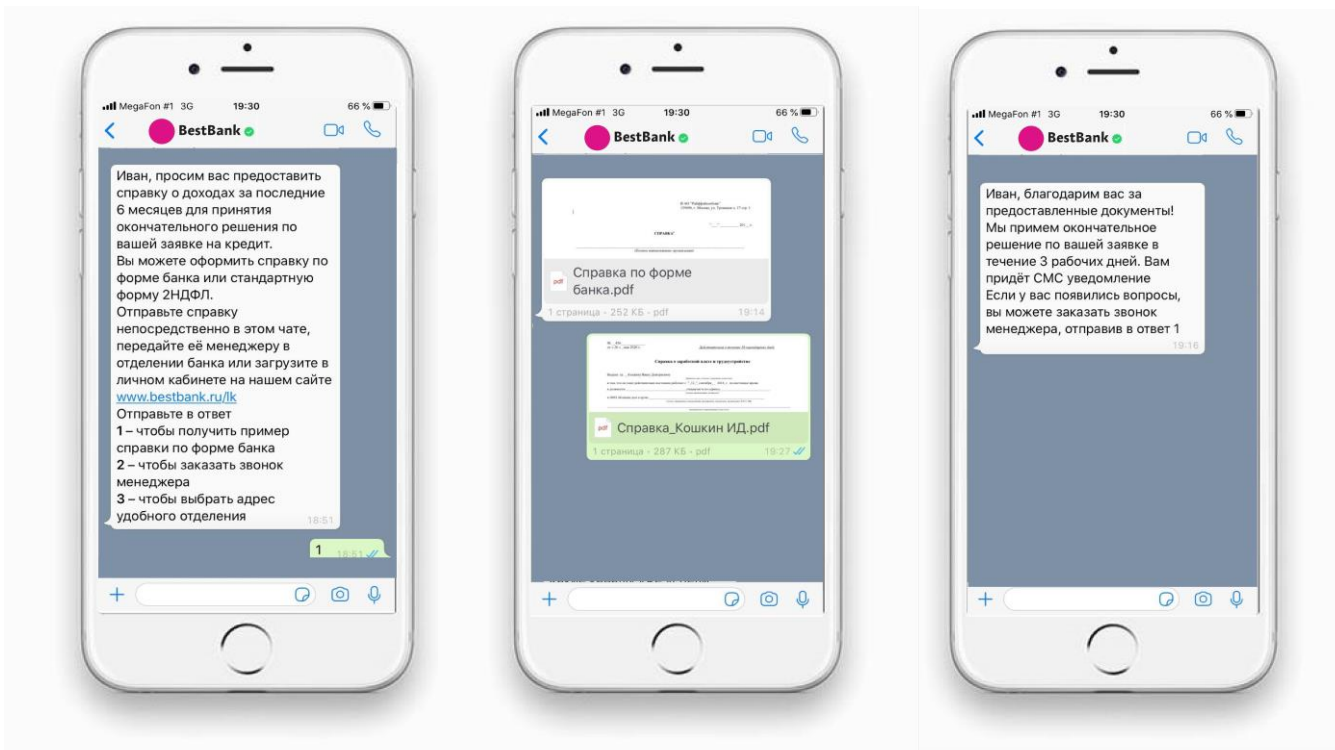 MegaFon #1 3G 19:30 66 %
BestBank
Иван, просим вас предоставить
справку о доходах за последние
6 месяцев для принятия
окончательного решения по
вашей заявке на кредит.
Вы можете оформить справку по
форме банка или стандартную
форму 2НДФЛ.
Отправьте справку
непосредственно в этом чате,
передайте её менеджеру в
отделении банка или загрузите в
личном кабинете на нашем сайте
www.bestbank.ru/lk
Отправьте в ответ
1 – чтобы получить пример
справки по форме банка
2 – чтобы заказать звонок
менеджера
3 – чтобы выбрать адрес
удобного отделения
18:51
1 18:51
MegaFon #1 3G 19:30 66 %
BestBank
СПРАВКА
pdf
Справка по форме
банка.pdf
1 страница - 252 КБ - pdf 19:14
Справка о заработной плате и трудоустройстве
pdf
Справка_Кошкин ИД.pdf
1 страница - 287 КБ - pdf 19:27
MegaFon #1 3G 19:30 66 %
BestBank
Иван, благодарим вас за
предоставленные документы!
Мы примем окончательное
решение по вашей заявке в
течение 3 рабочих дней. Вам
придёт СМС уведомление
Если у вас появились вопросы,
вы можете заказать звонок
менеджера, отправив в ответ 1
19:16